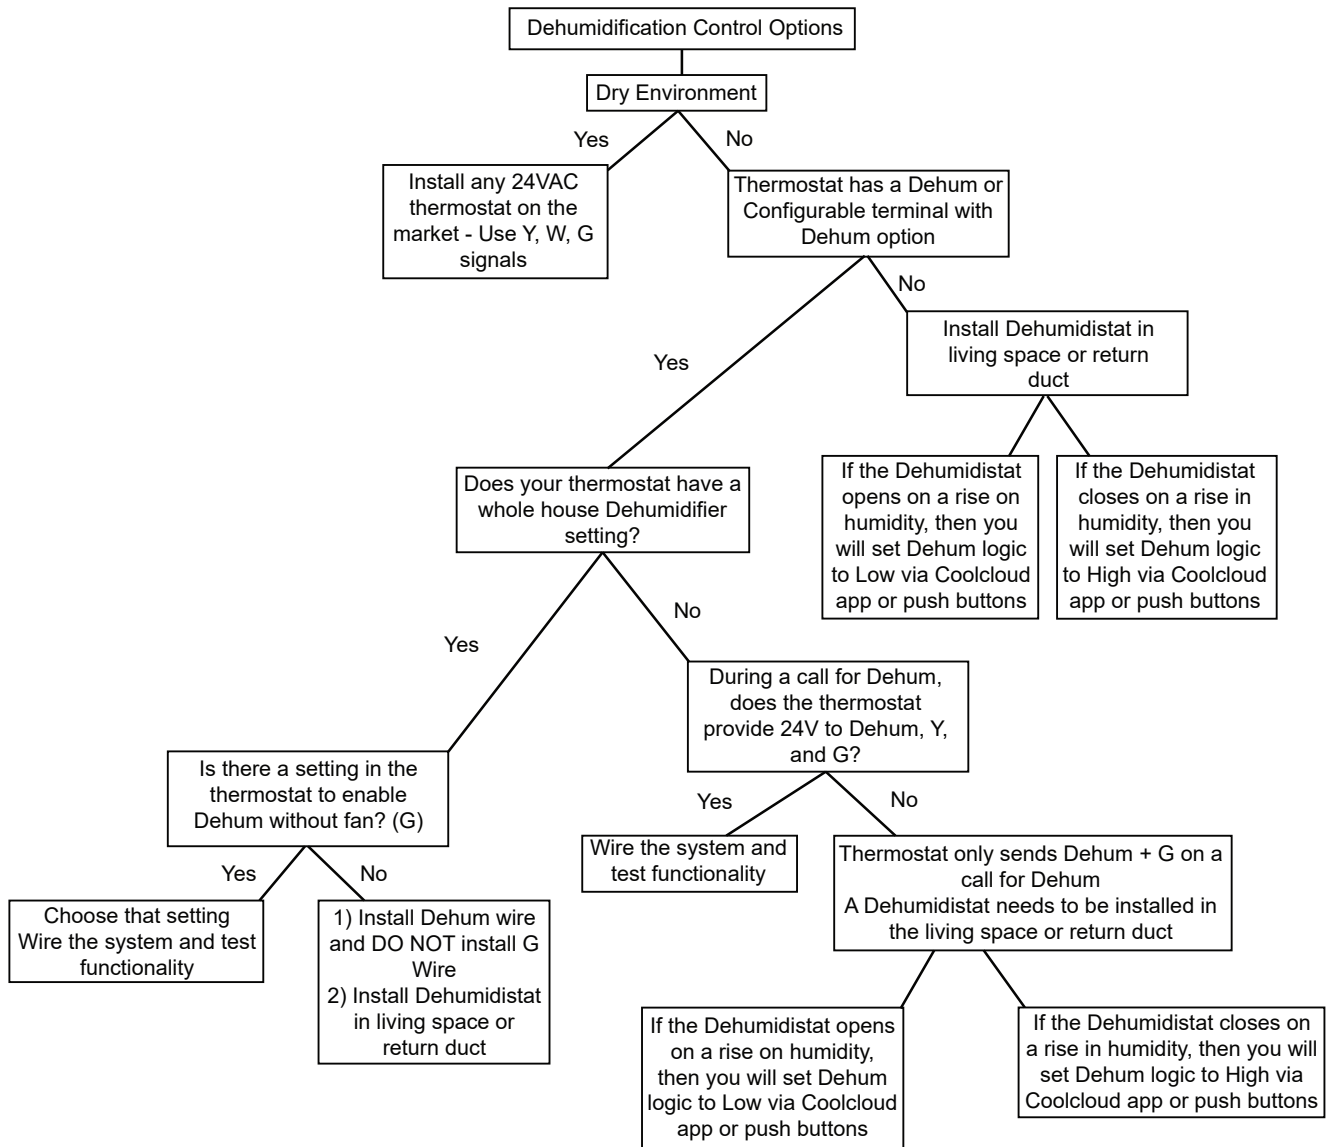 Dehumidification Control Options
Dry Environment
Yes
No
Install any 24VAC
thermostat on the
market - Use Y, W, G
signals
Thermostat has a Dehum or
Configurable terminal with
Dehum option
No
Yes
Install Dehumidistat in
living space or return
duct
Does your thermostat have a
whole house Dehumidifier
setting?
If the Dehumidistat
opens on a rise on
humidity, then you
will set Dehum logic
to Low via Coolcloud
app or push buttons
If the Dehumidistat
closes on a rise in
humidity, then you
will set Dehum logic
to High via Coolcloud
app or push buttons
Yes
No
During a call for Dehum,
does the thermostat
provide 24V to Dehum, Y,
and G?
Is there a setting in the
thermostat to enable
Dehum without fan? (G)
Yes
No
Wire the system and
test functionality
Thermostat only sends Dehum + G on a
call for Dehum
A Dehumidistat needs to be installed in
the living space or return duct
Yes
No
Choose that setting
Wire the system and test
functionality
1) Install Dehum wire
and DO NOT install G
Wire
2) Install Dehumidistat
in living space or
return duct
If the Dehumidistat opens
on a rise on humidity,
then you will set Dehum
logic to Low via Coolcloud
app or push buttons
If the Dehumidistat closes on
a rise in humidity, then you will
set Dehum logic to High via
Coolcloud app or push buttons